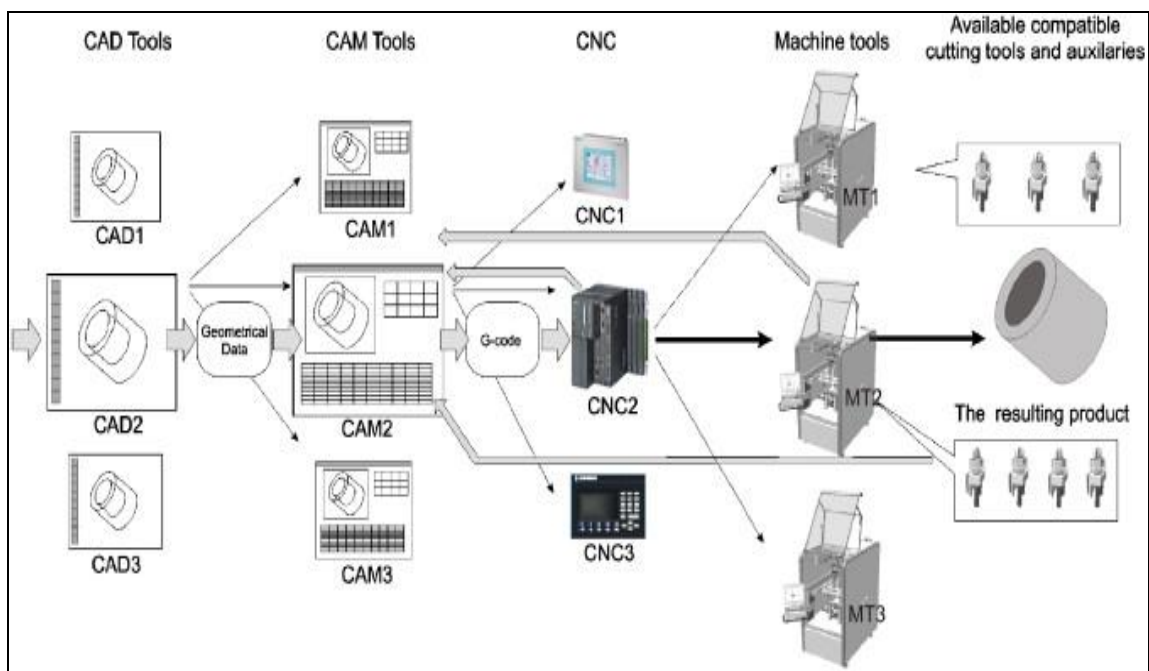 CAD Tools
CAM Tools
CNC
Machine tools
Available compatible
cutting tools and auxilaries
CAD1
CAM1
CNC1
MT1
Geometrical
Data
G-code
CAD2
CAM2
CNC2
MT2
The resulting product
CAD3
CAM3
CNC3
MT3